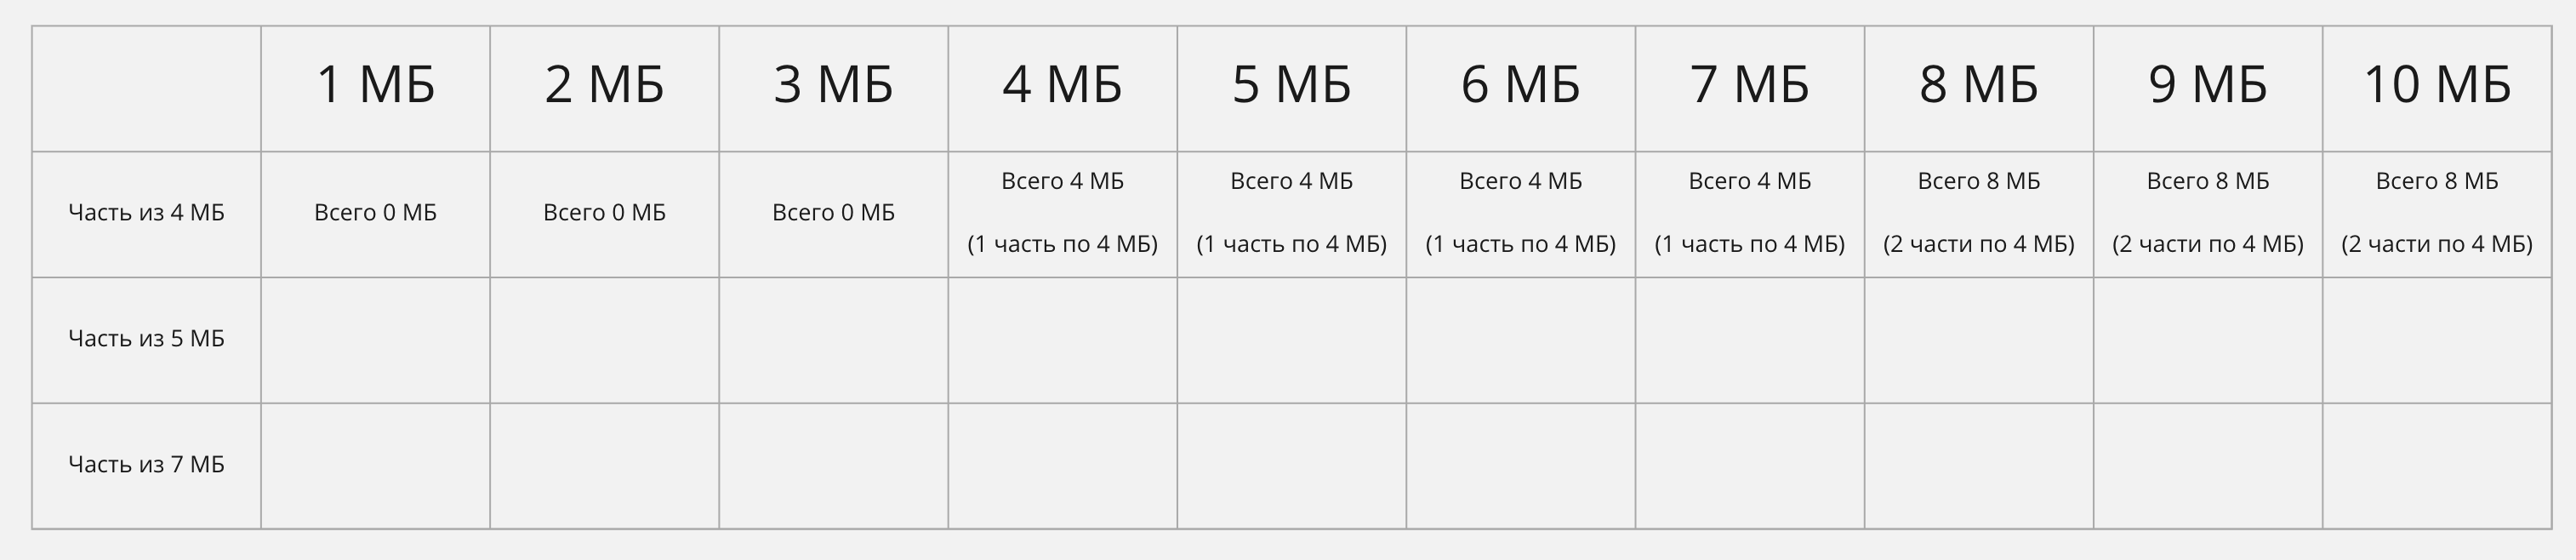 1 МБ 2 МБ 3 МБ 4 МБ 5 МБ 6 МБ 7 МБ 8 МБ 9 МБ 10 МБ
Часть из 4 МБ Всего 0 МБ Всего 0 МБ Всего 0 МБ Всего 4 МБ Всего 4 МБ Всего 4 МБ Всего 4 МБ Всего 8 МБ Всего 8 МБ Всего 8 МБ
(1 часть по 4 МБ) (1 часть по 4 МБ) (1 часть по 4 МБ) (1 часть по 4 МБ) (2 части по 4 МБ) (2 части по 4 МБ) (2 части по 4 МБ)
Часть из 5 МБ
Часть из 7 МБ